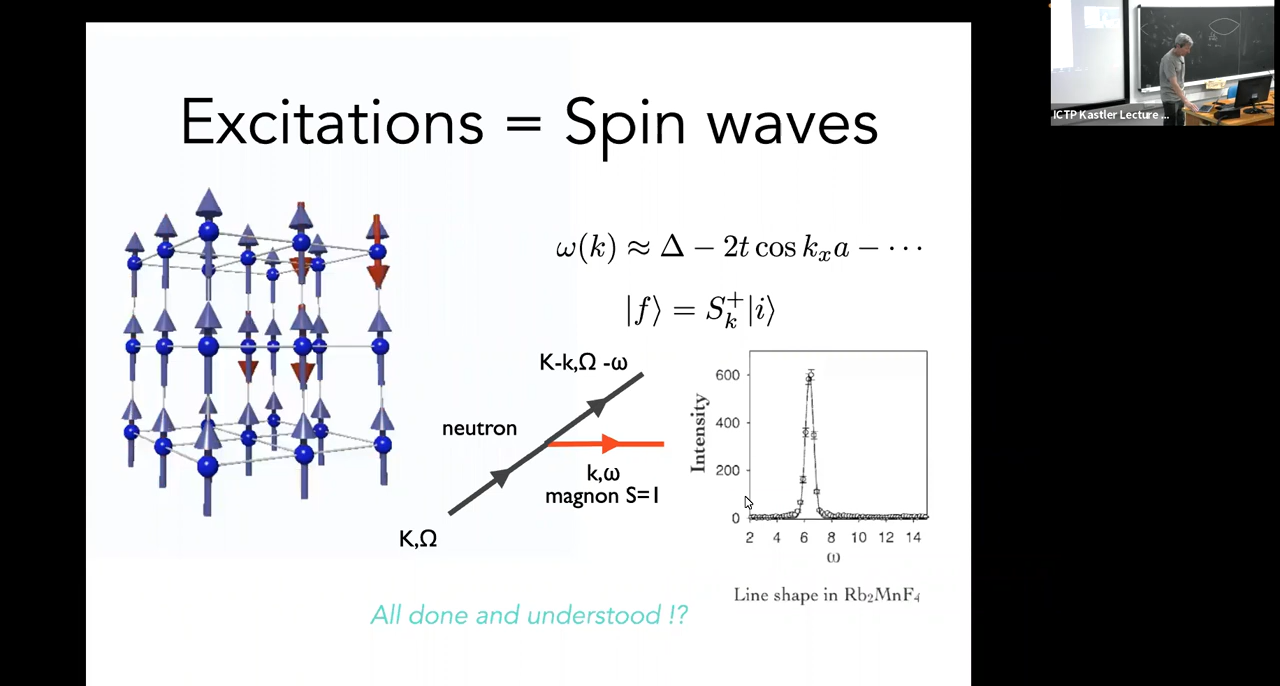 Excitations = Spin waves
ω(k) ≈ Δ − 2t cos kₓa − ⋯
|f⟩ = S⁺ₖ|i⟩
K-k,Ω -ω
neutron
k,ω
magnon S=1
K,Ω
Intensity
600
400
200
0
2 4 6 8 10 12 14
ω
Line shape in Rb₂MnF₄
All done and understood !?
ICTP Kastler Lecture ...